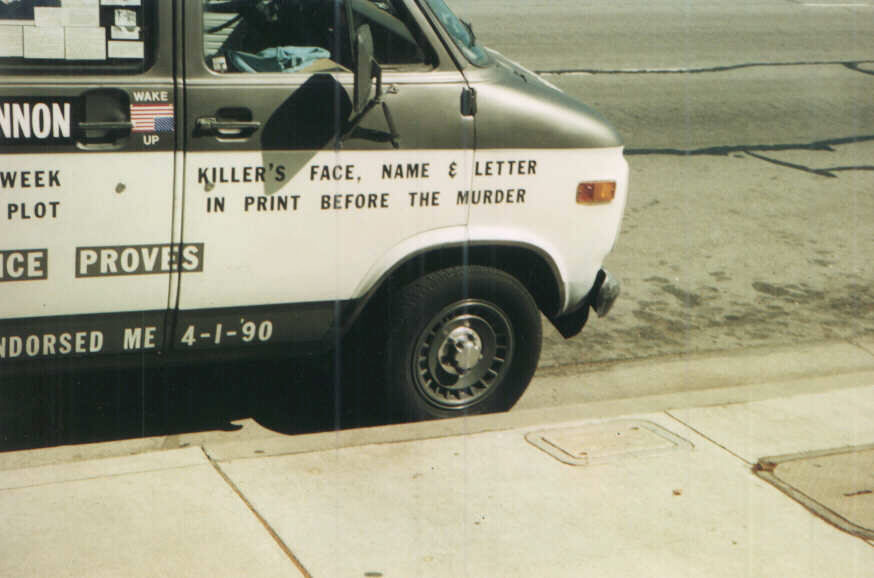 WAKE
NNON
UP
WEEK
PLOT
KILLER'S FACE, NAME & LETTER
IN PRINT BEFORE THE MURDER
NCE PROVES
NDORSED ME 4-1-90